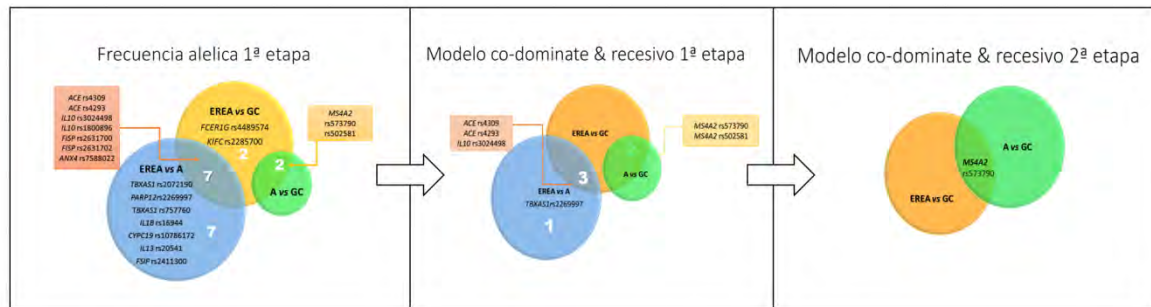 Frecuencia alelica 1ª etapa
ACE rs4309
ACE rs4293
IL10 rs3024498
IL10 rs1800896
FISP rs2631700
FISP rs2631702
ANX4 rs7588022
EREA vs GC
FCER1G rs4489574
KIFC rs2285700
2
MS4A2
rs573790
rs502581
2
A vs GC
EREA vs A
7
TBXAS1 rs2072190
PARP12 rs2269997
TBXAS1 rs757760
IL1B rs16944
CYPC19 rs10786172
IL13 rs20541
FSIP rs2411300
7
Modelo co-dominate & recesivo 1ª etapa
ACE rs4309
ACE rs4293
IL10 rs3024498
EREA vs GC
MS4A2 rs573790
MS4A2 rs502581
A vs GC
3
EREA vs A
TBXAS1 rs2269997
1
Modelo co-dominate & recesivo 2ª etapa
A vs GC
MS4A2
rs573790
EREA vs GC